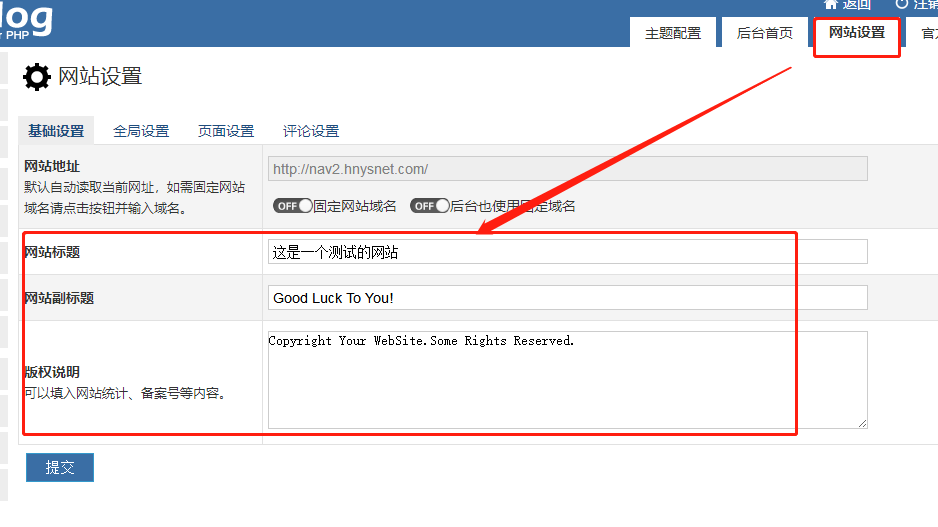 log
返回 注销
r PHP
主题配置 后台首页 网站设置
网站设置
基础设置 全局设置 页面设置 评论设置
网站地址
默认自动读取当前网址，如需固定网站
域名请点击按钮并输入域名。
http://nav2.hnysnet.com/
OFF 固定网站域名 OFF 后台也使用固定域名
网站标题 这是一个测试的网站
网站副标题 Good Luck To You!
版权说明
可以填入网站统计、备案号等内容。
Copyright Your WebSite.Some Rights Reserved.
提交